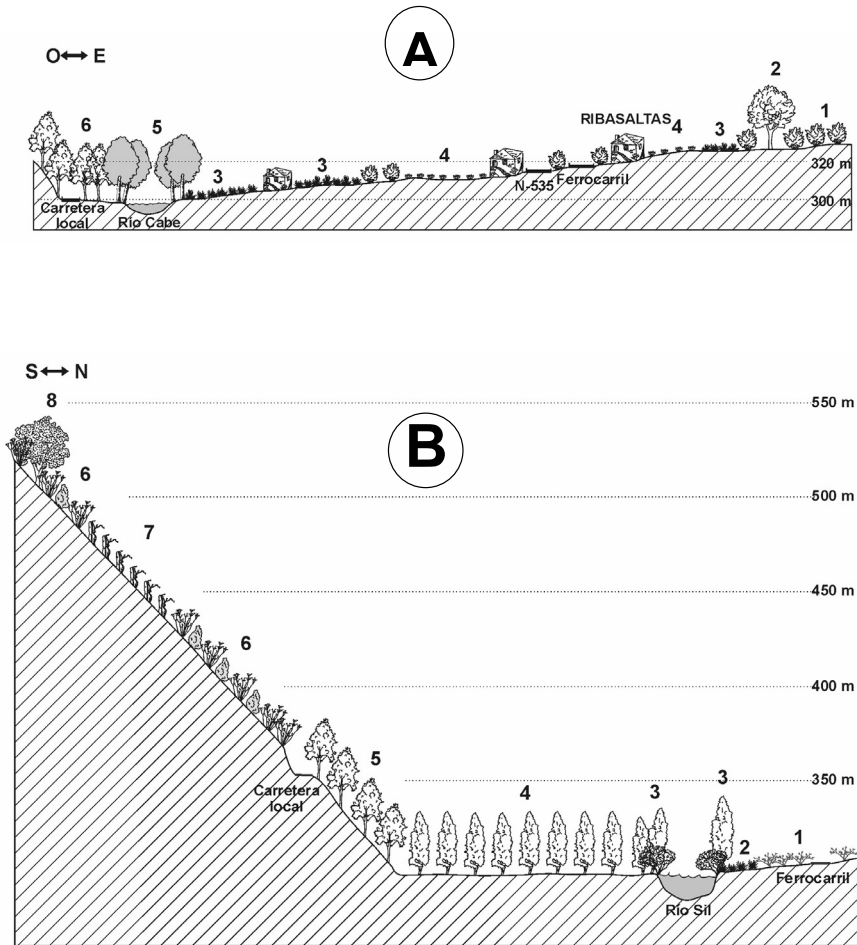 A
O ↔ E
2
6 5 RIBASALTAS 4 3 1
3 3 4
320 m
N-535 Ferrocarril
Carretera local Río Cabe 300 m
S ↔ N
8 550 m
B
6
500 m
7
450 m
6
400 m
5 3
350 m
Carretera local
4 3
2 1
Ferrocarril
Río Sil